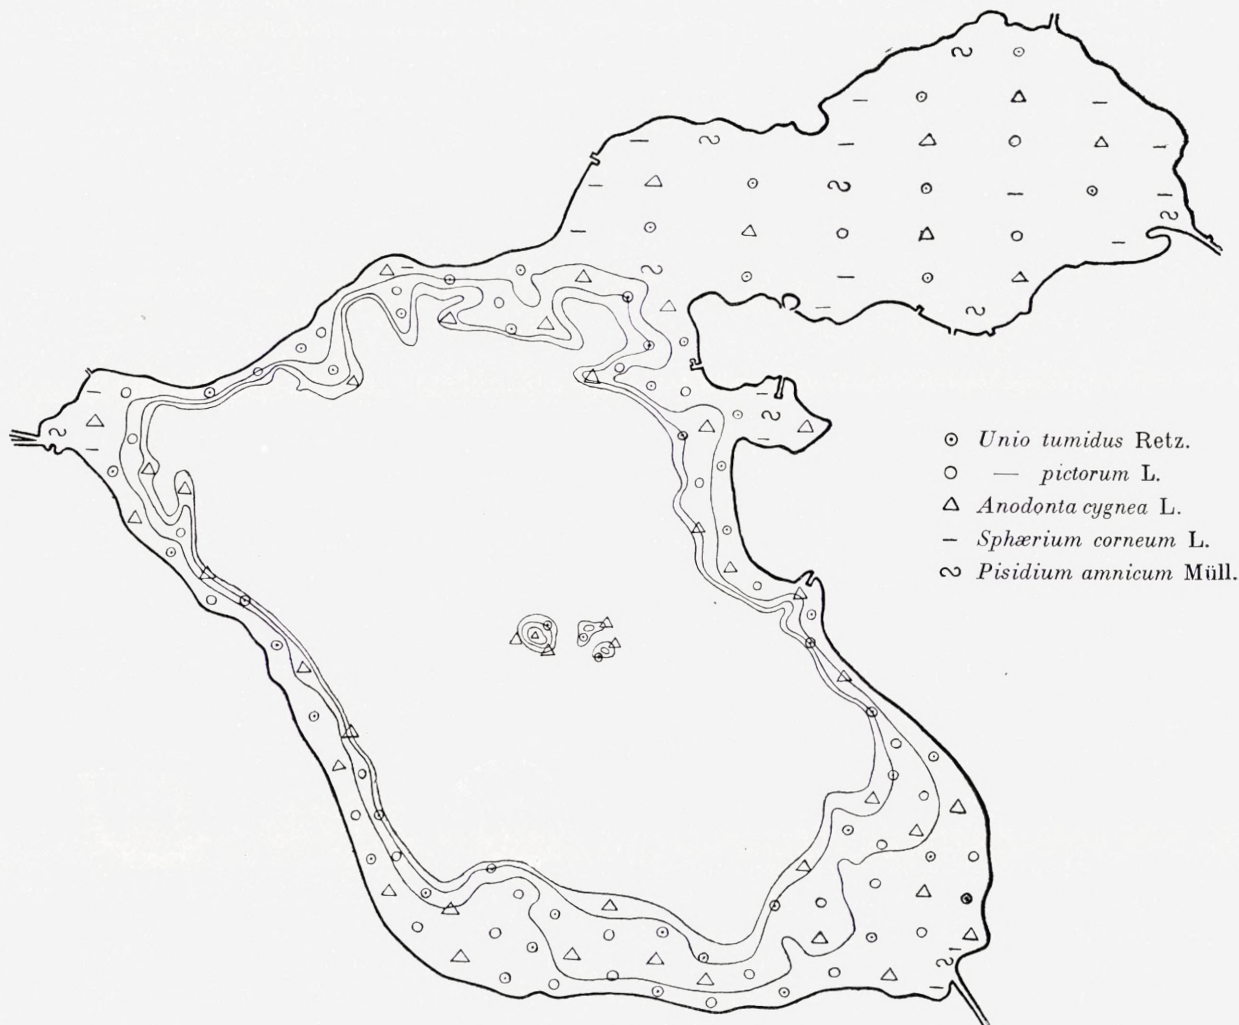 ⊙ Unio tumidus Retz.
○ — pictorum L.
△ Anodonta cygnea L.
– Sphærium corneum L.
∾ Pisidium amnicum Müll.